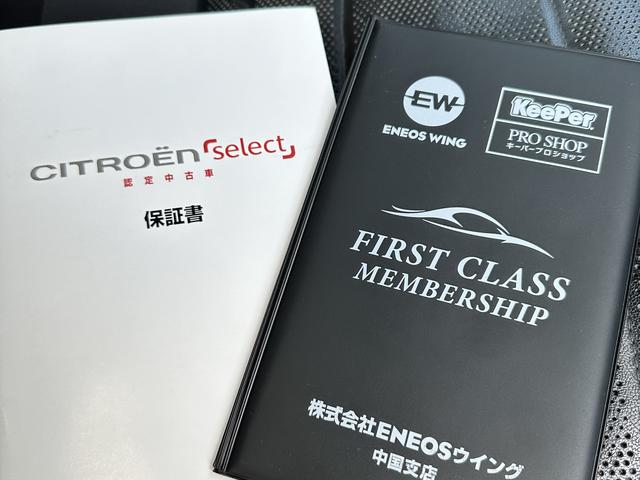 CITROËN select
認定中古車
保証書
EW
ENEOS WING
KeePer
PRO SHOP
キーパープロショップ
FIRST CLASS
MEMBERSHIP
株式会社ENEOSウイング
中国支店